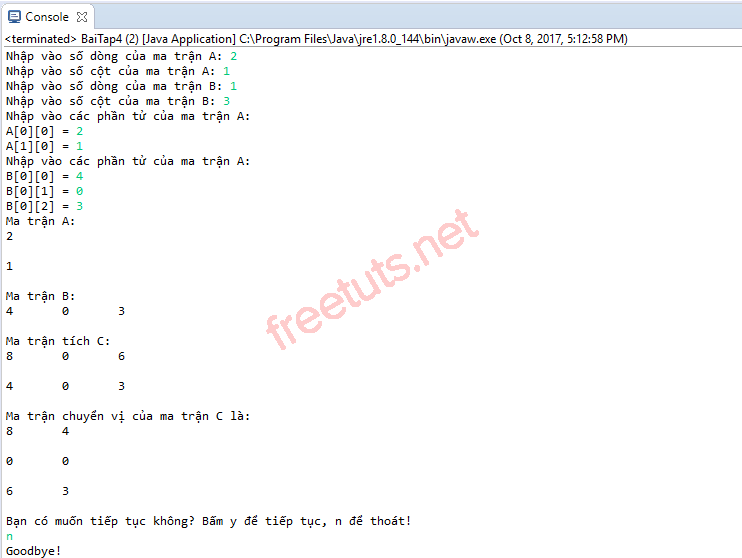 Console
<terminated> BaiTap4 (2) [Java Application] C:\Program Files\Java\jre1.8.0_144\bin\javaw.exe (Oct 8, 2017, 5:12:58 PM)
Nhập vào số dòng của ma trận A: 2
Nhập vào số cột của ma trận A: 1
Nhập vào số dòng của ma trận B: 1
Nhập vào số cột của ma trận B: 3
Nhập vào các phần tử của ma trận A:
A[0][0] = 2
A[1][0] = 1
Nhập vào các phần tử của ma trận A:
B[0][0] = 4
B[0][1] = 0
B[0][2] = 3
Ma trận A:
2
1
Ma trận B:
4 0 3
Ma trận tích C:
8 0 6
4 0 3
Ma trận chuyển vị của ma trận C là:
8 4
0 0
6 3
Bạn có muốn tiếp tục không? Bấm y để tiếp tục, n để thoát!
n
Goodbye!
freetuts.net